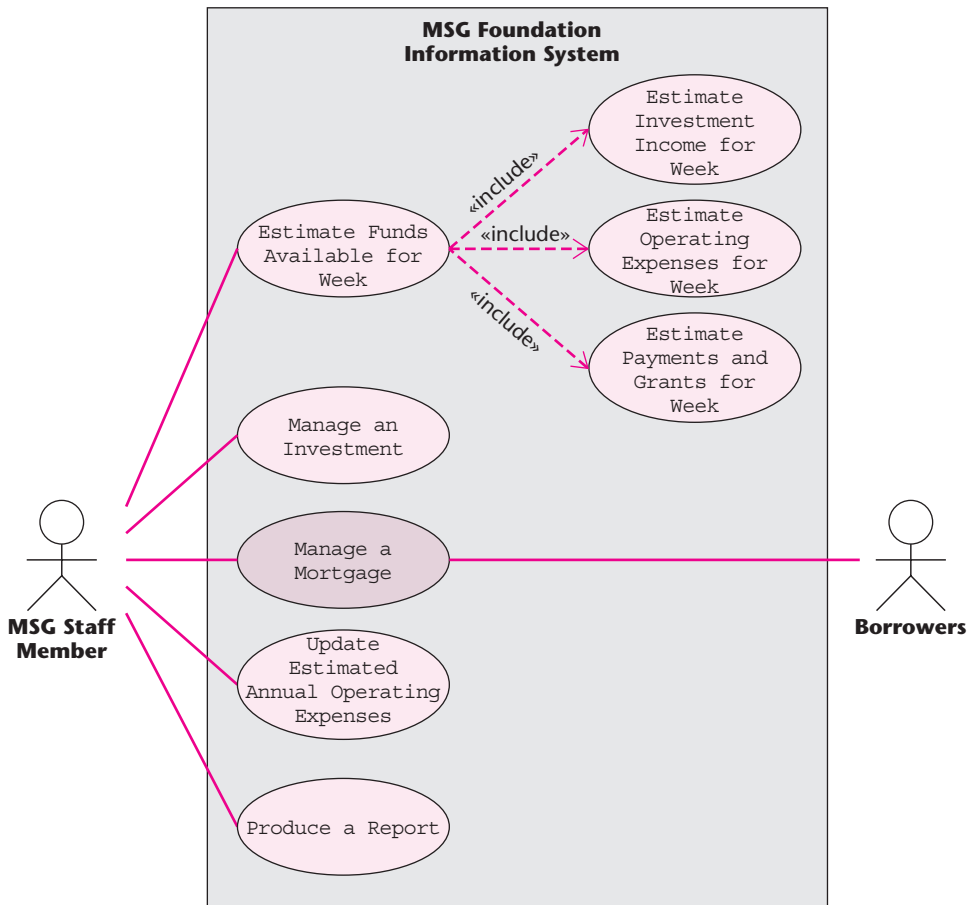 MSG Foundation
Information System
Estimate
Investment
Income for
Week
«include»
Estimate Funds
Available for
Week
«include»
Estimate
Operating
Expenses for
Week
«include»
Estimate
Payments and
Grants for
Week
Manage an
Investment
Manage a
Mortgage
MSG Staff
Member
Borrowers
Update
Estimated
Annual Operating
Expenses
Produce a Report